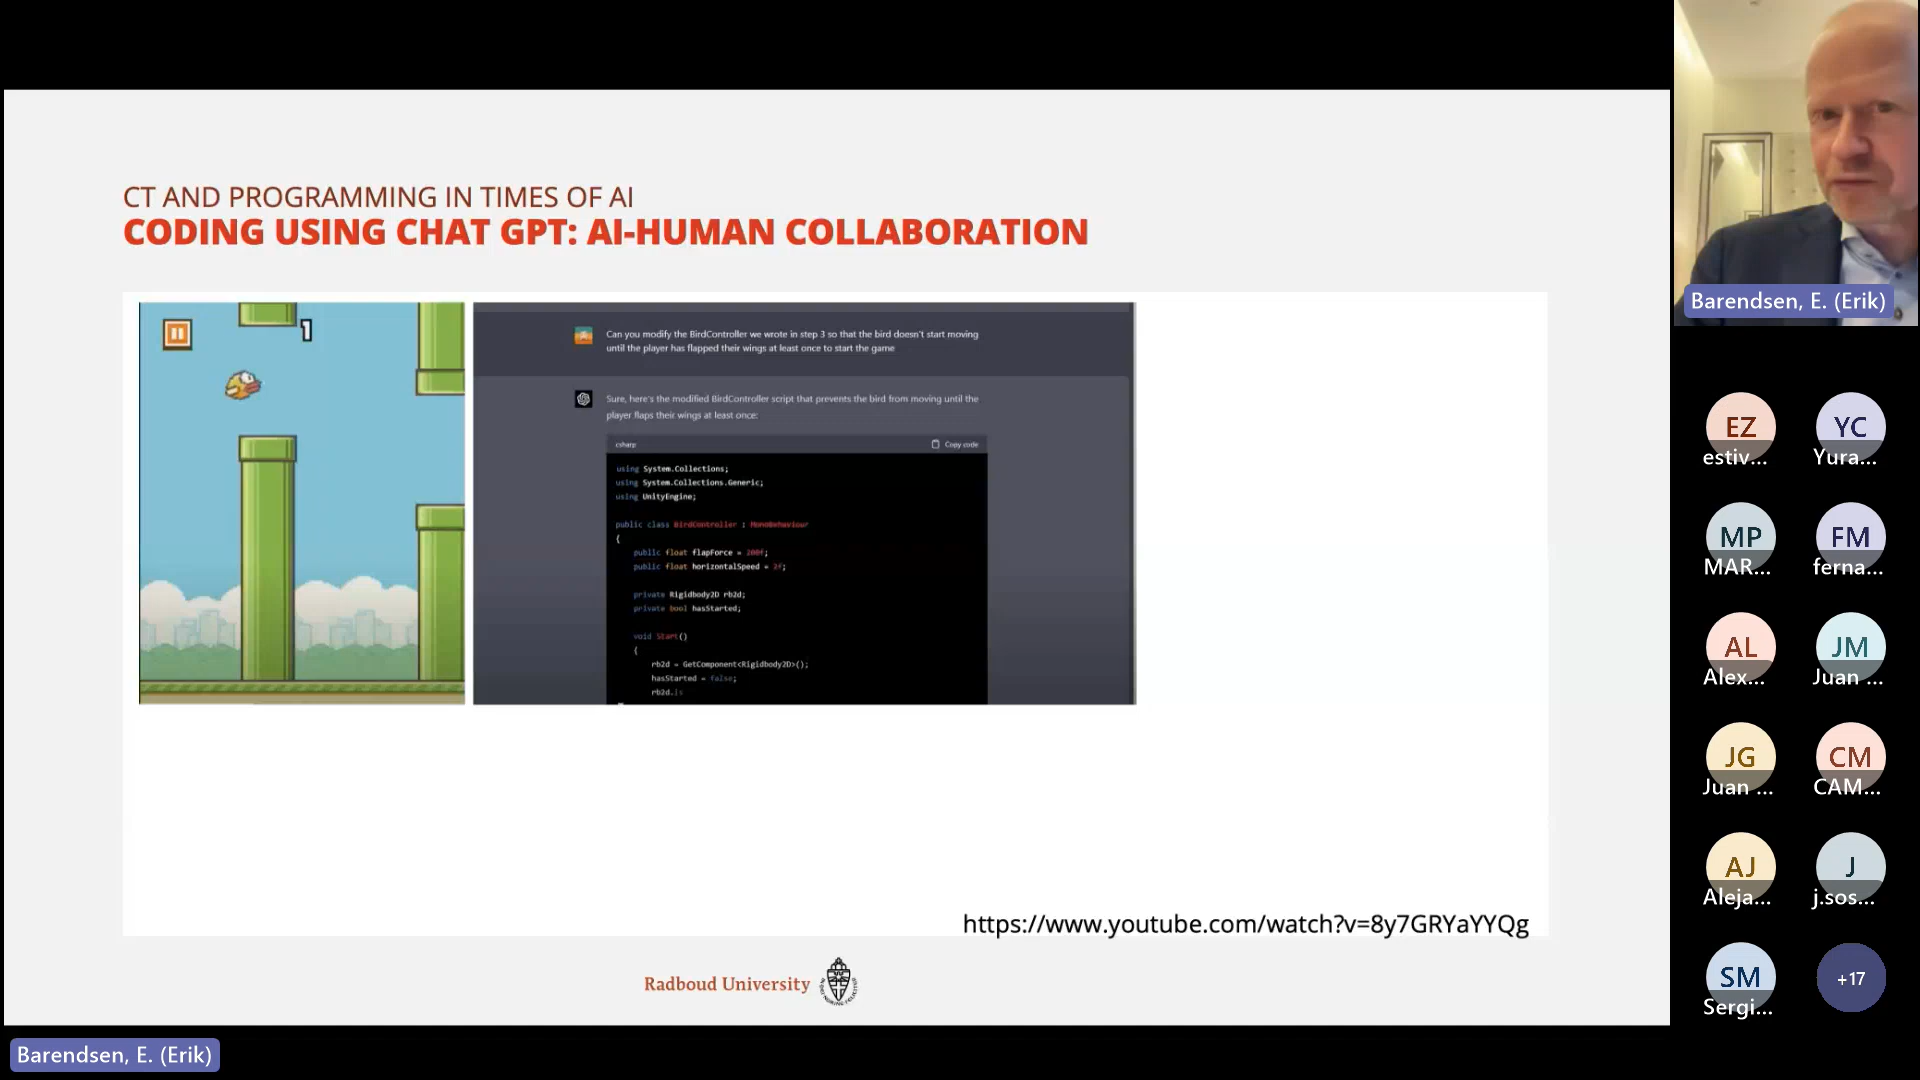 CT AND PROGRAMMING IN TIMES OF AI
CODING USING CHAT GPT: AI-HUMAN COLLABORATION
1
Can you modify the BirdController we wrote in step 3 so that the bird doesn't start moving
until the player has flapped their wings at least once to start the game
Sure, here's the modified BirdController script that prevents the bird from moving until the
player flaps their wings at least once:
csharp
Copy code
using System.Collections;
using System.Collections.Generic;
using UnityEngine;
public class BirdController : MonoBehaviour
{
public float flapForce = 200f;
public float horizontalSpeed = 2f;
private Rigidbody2D rb2d;
private bool hasStarted;
void Start()
{
rb2d = GetComponent<Rigidbody2D>();
hasStarted = false;
rb2d.is
https://www.youtube.com/watch?v=8y7GRYaYYQg
Radboud University
Barendsen, E. (Erik)
Barendsen, E. (Erik)
EZ
estiv...
YC
Yura...
MP
MAR...
FM
ferna...
AL
Alex...
JM
Juan ...
JG
Juan ...
CM
CAM...
AJ
Aleja...
J
j.sos...
SM
Sergi...
+17